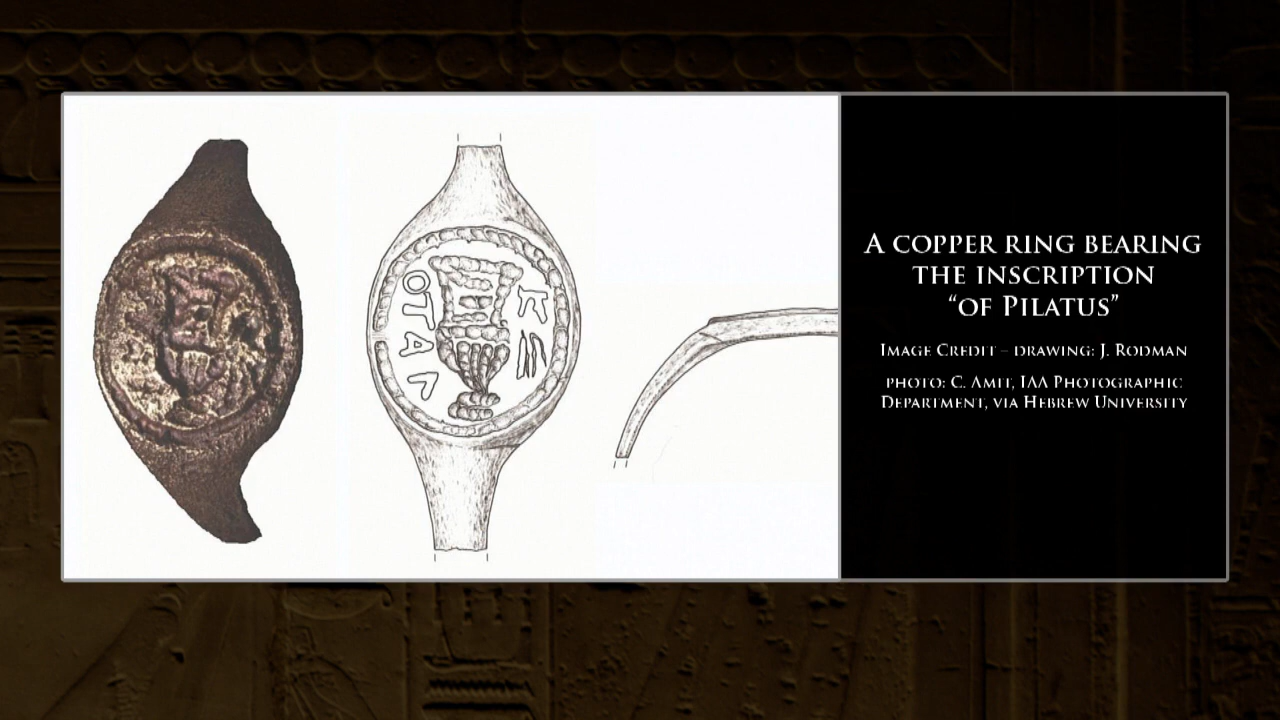 A COPPER RING BEARING
THE INSCRIPTION
“OF PILATUS”
IMAGE CREDIT – DRAWING: J. RODMAN
PHOTO: C. AMIT, IAA PHOTOGRAPHIC
DEPARTMENT, VIA HEBREW UNIVERSITY